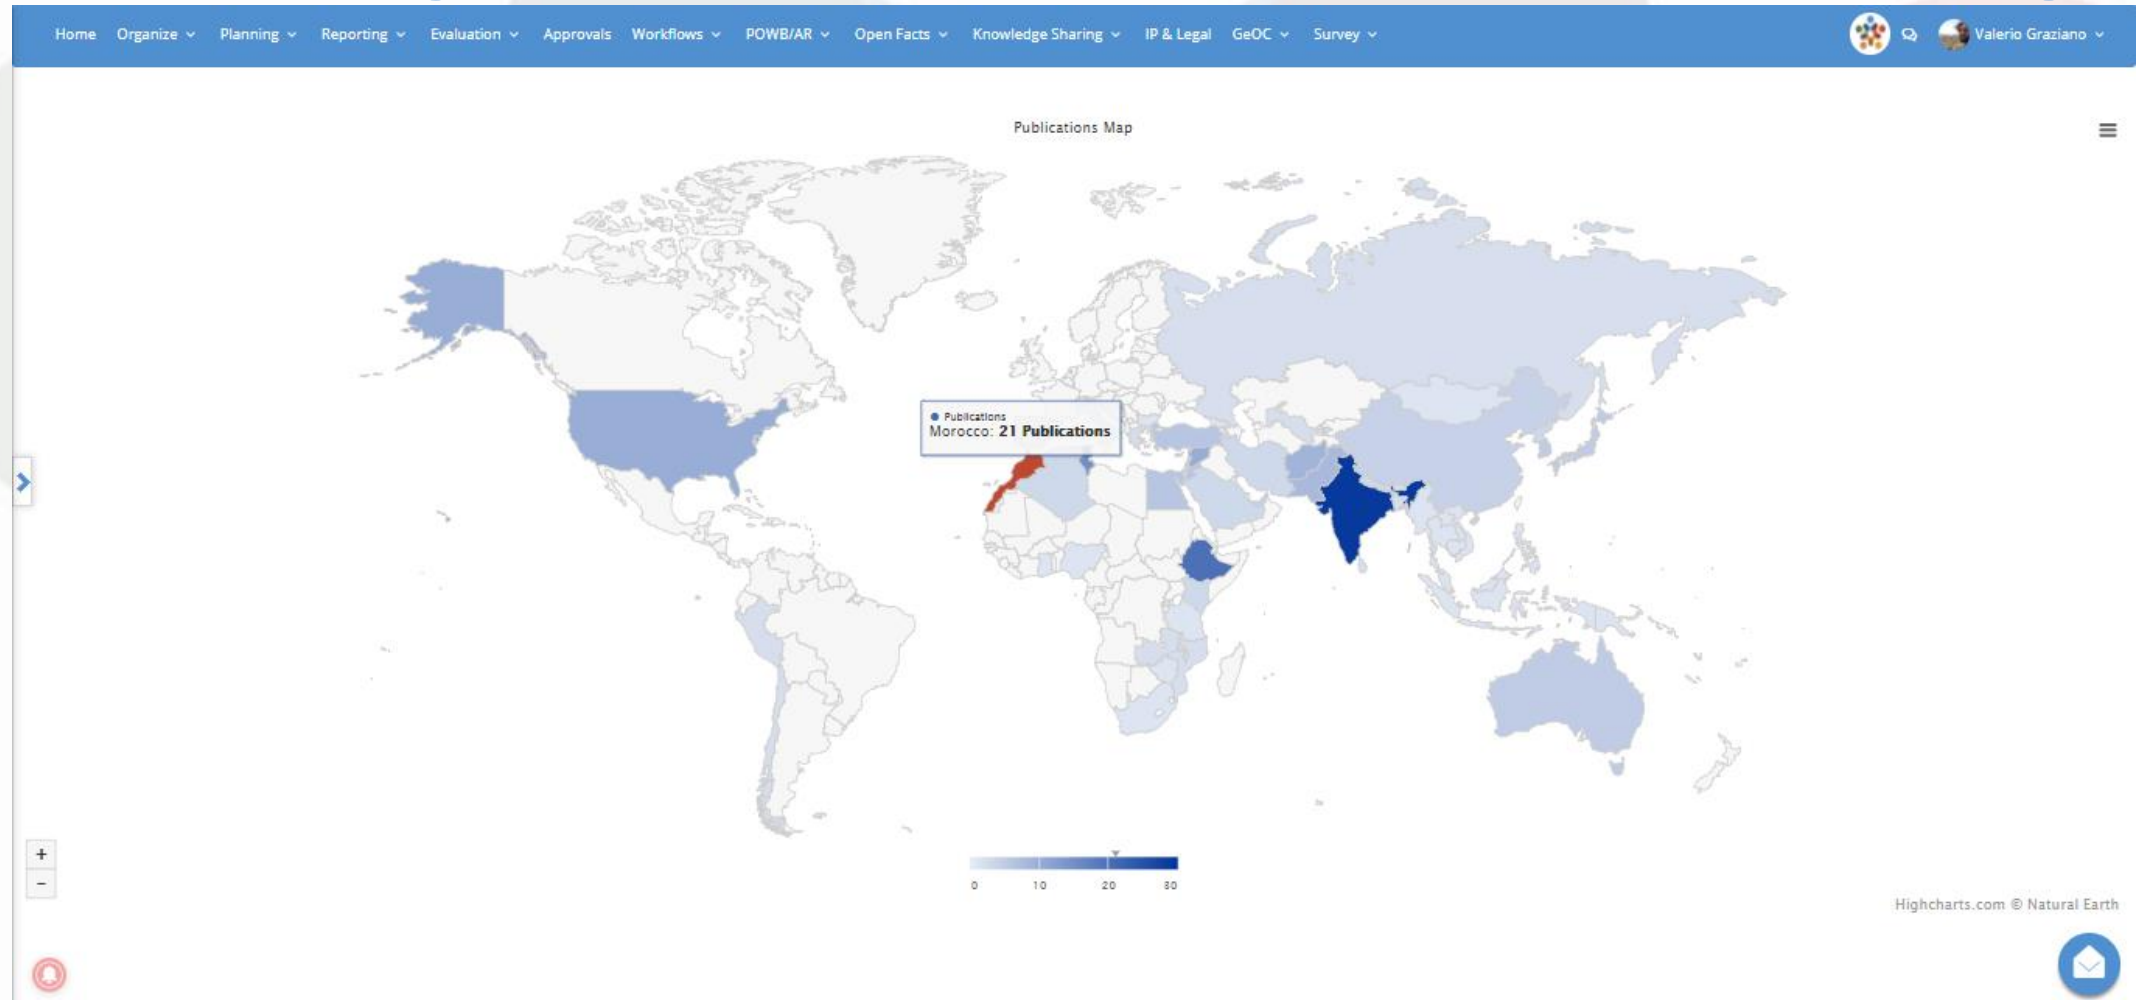 Home Organize Planning Reporting Evaluation Approvals Workflows POWB/AR Open Facts Knowledge Sharing IP & Legal GeOC Survey Valerio Graziano
Publications Map
Publications
Morocco: 21 Publications
+
−
0 10 20 30
Highcharts.com © Natural Earth